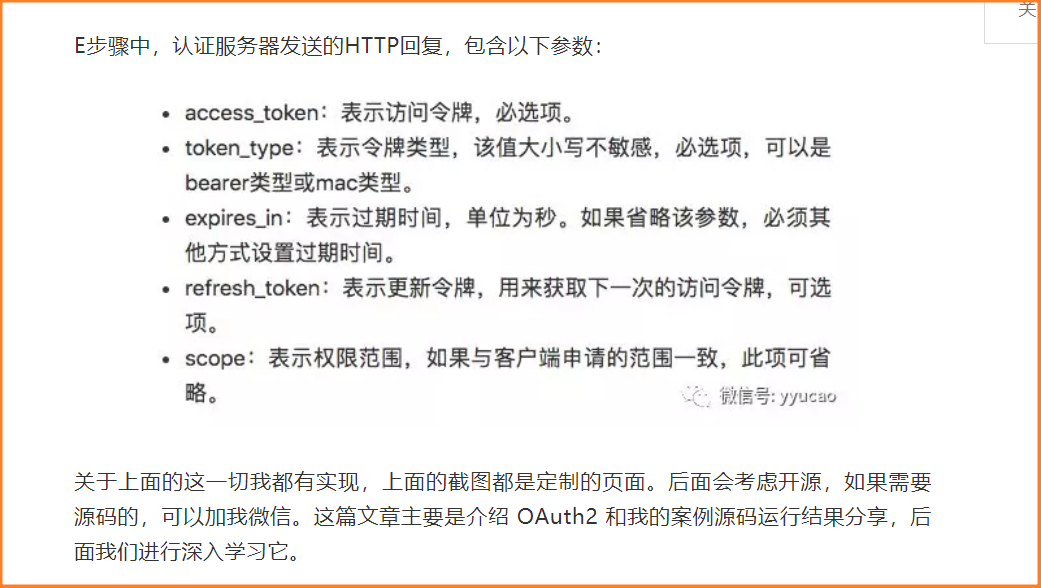 关
E步骤中，认证服务器发送的HTTP回复，包含以下参数：
• access_token：表示访问令牌，必选项。
• token_type：表示令牌类型，该值大小写不敏感，必选项，可以是
bearer类型或mac类型。
• expires_in：表示过期时间，单位为秒。如果省略该参数，必须其
他方式设置过期时间。
• refresh_token：表示更新令牌，用来获取下一次的访问令牌，可选
项。
• scope：表示权限范围，如果与客户端申请的范围一致，此项可省
略。
微信号: yyucao
关于上面的这一切我都有实现，上面的截图都是定制的页面。后面会考虑开源，如果需要
源码的，可以加我微信。这篇文章主要是介绍 OAuth2 和我的案例源码运行结果分享，后
面我们进行深入学习它。